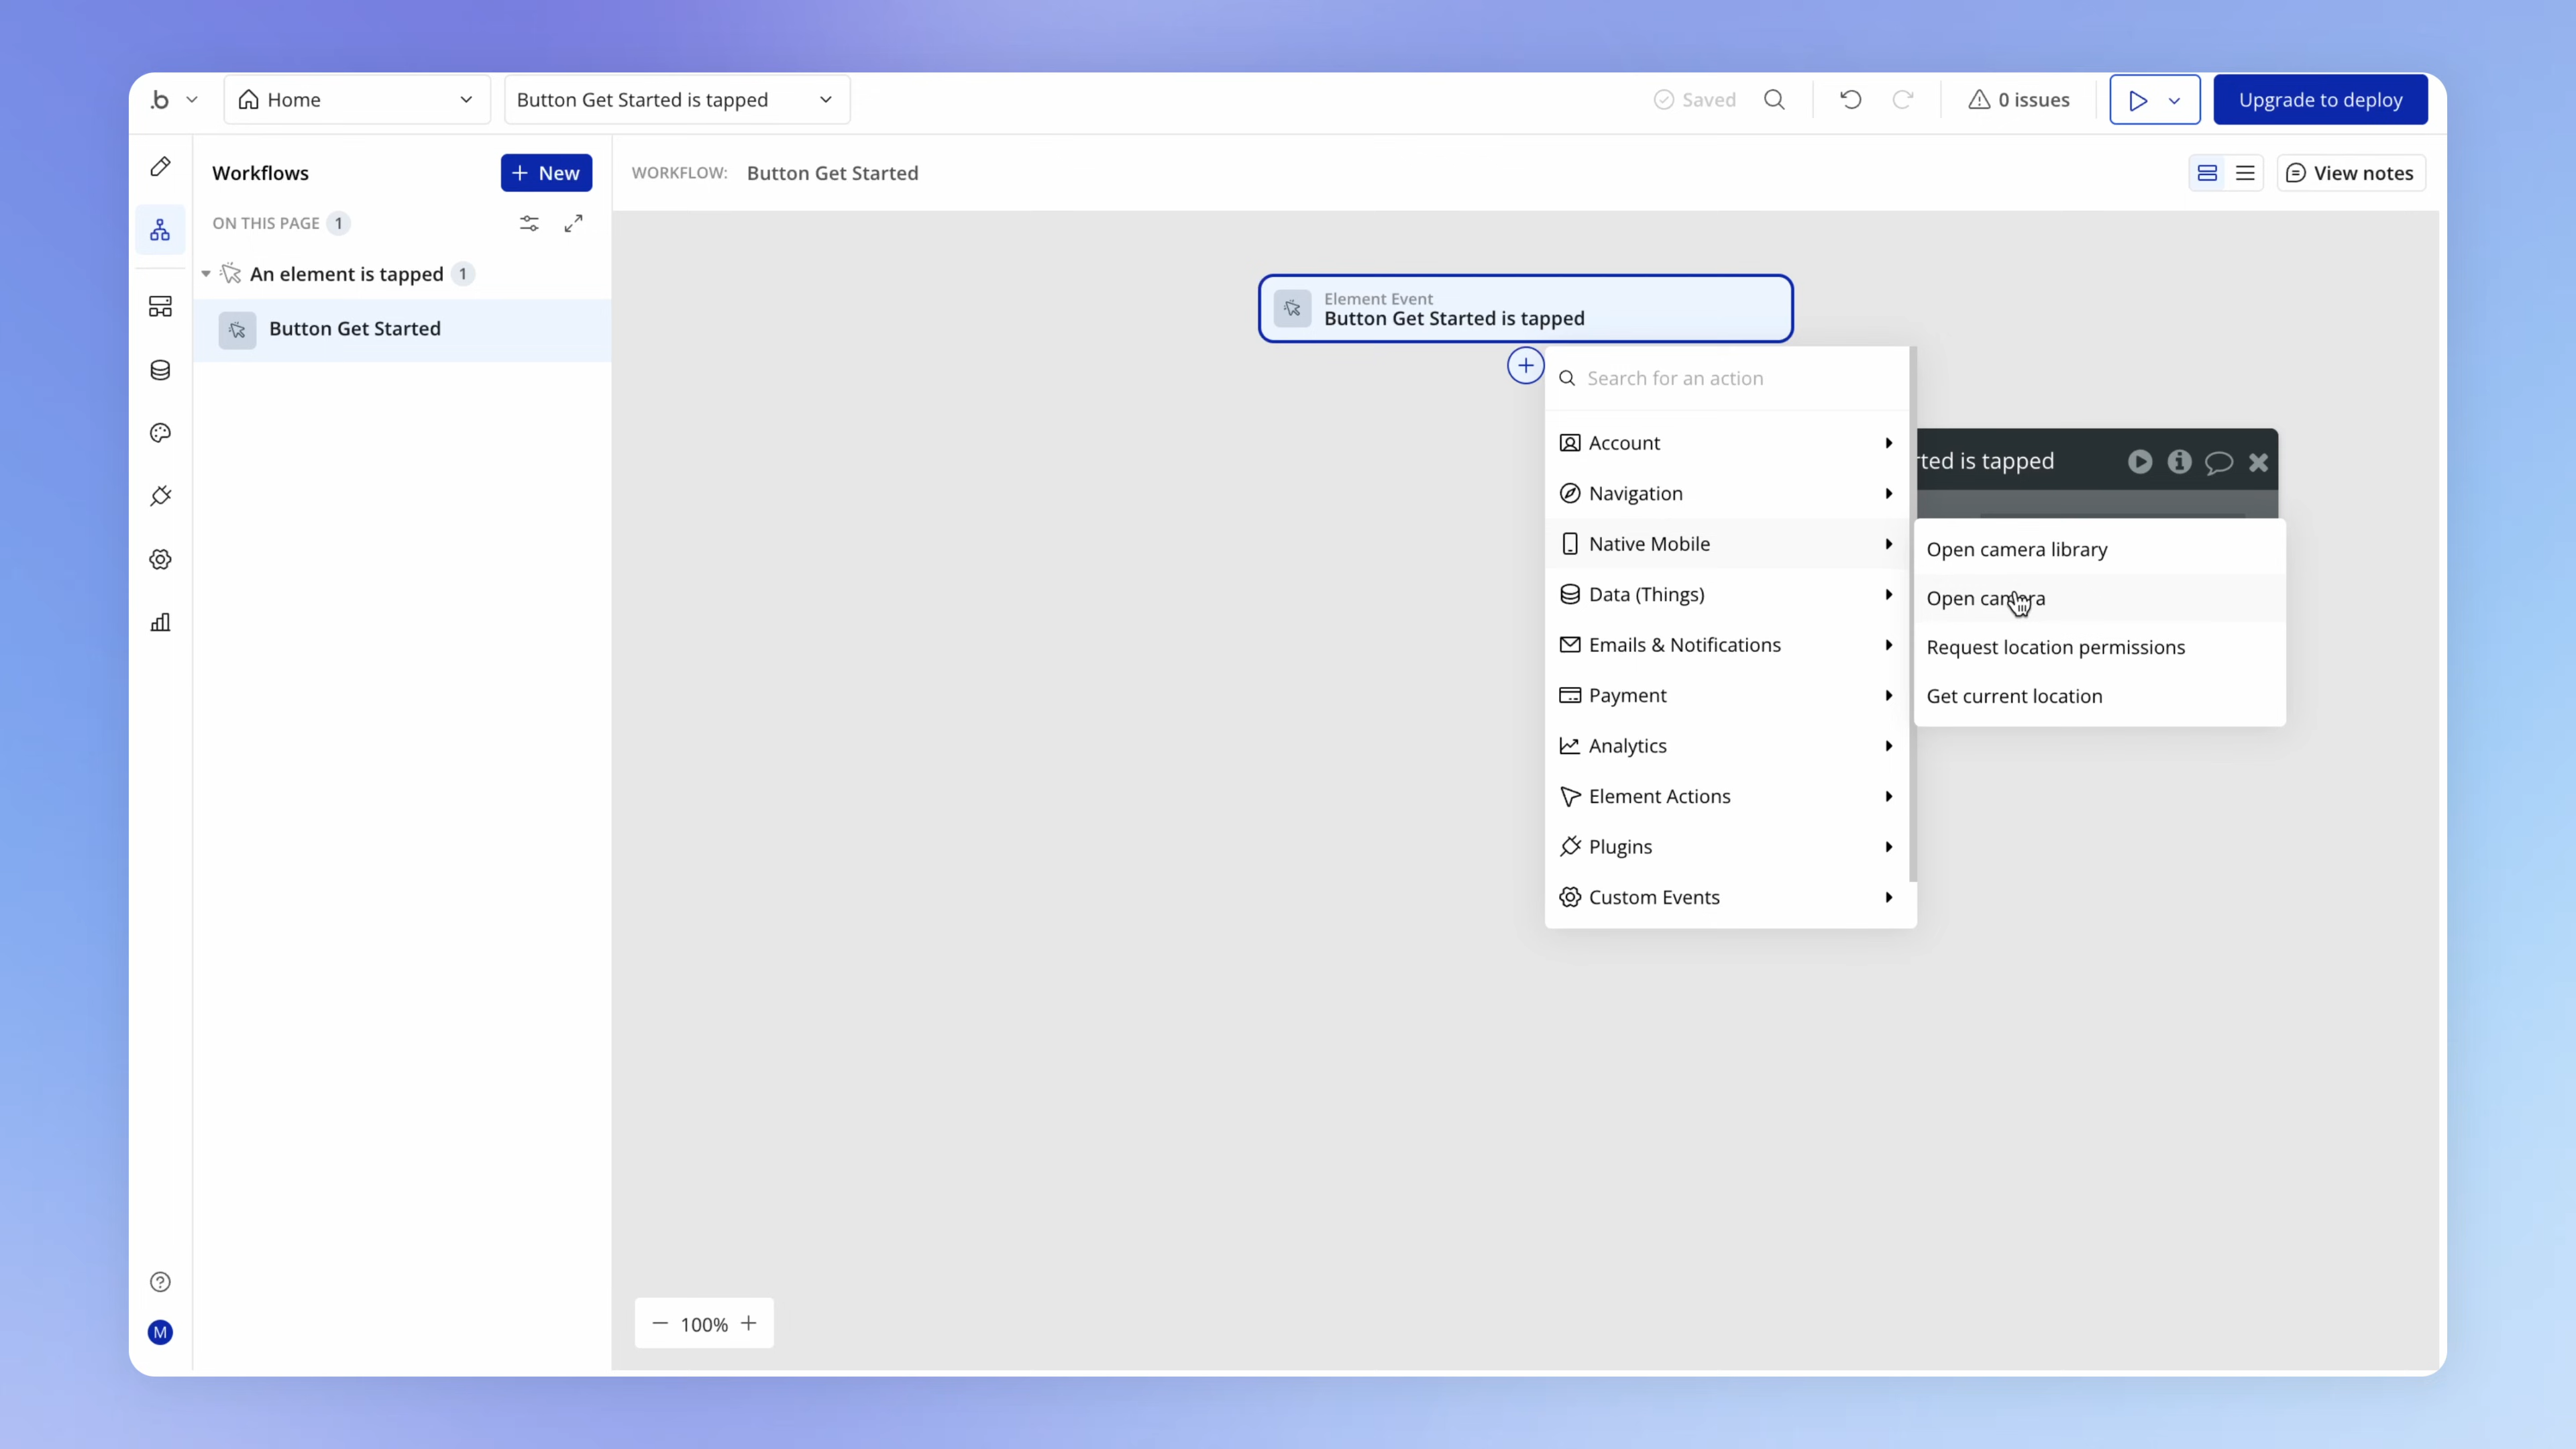 .b
Home
Button Get Started is tapped
Saved
0 issues
Upgrade to deploy
Workflows
New
WORKFLOW: Button Get Started
View notes
ON THIS PAGE 1
An element is tapped 1
Button Get Started
Element Event
Button Get Started is tapped
Search for an action
Account
Navigation
Native Mobile
Data (Things)
Emails & Notifications
Payment
Analytics
Element Actions
Plugins
Custom Events
rted is tapped
Open camera library
Open camera
Request location permissions
Get current location
100%
M